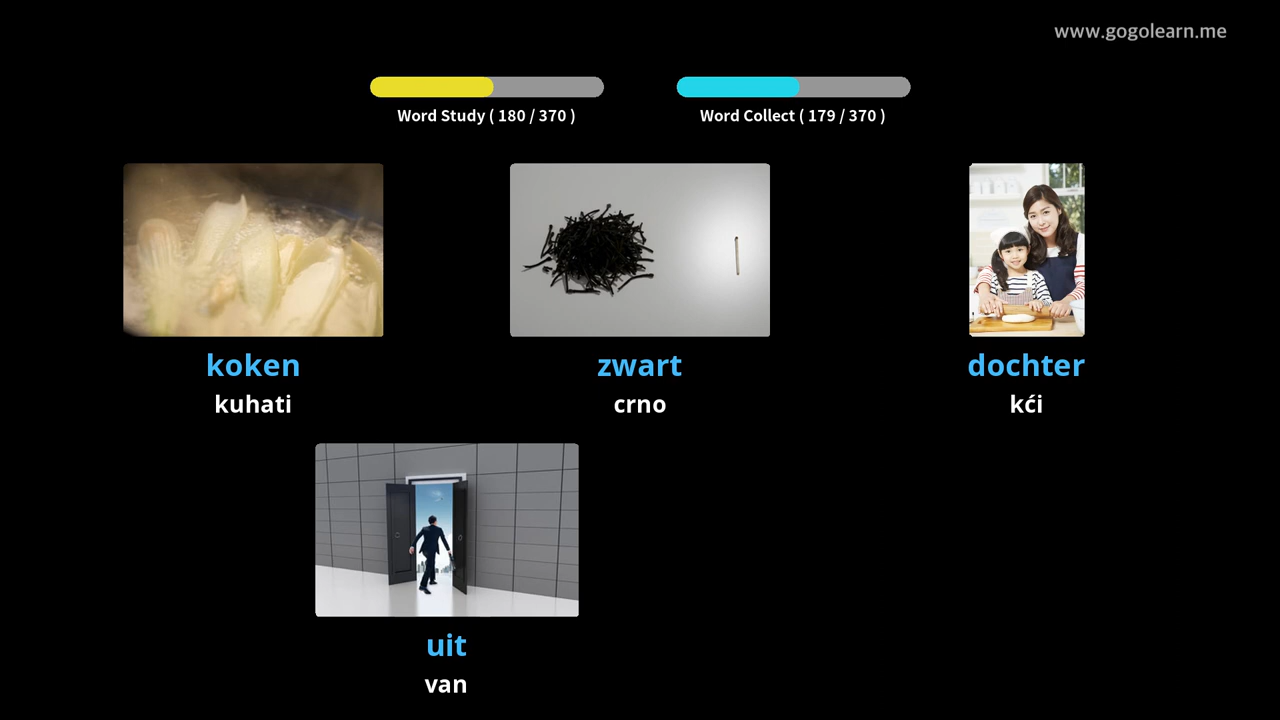 www.gogolearn.me
Word Study ( 180 / 370 )
Word Collect ( 179 / 370 )
koken
kuhati
zwart
crno
dochter
kći
uit
van